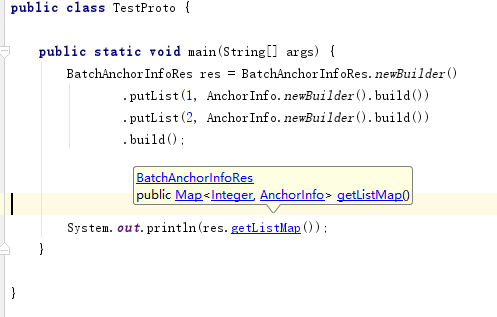 public class TestProto {
public static void main(String[] args) {
BatchAnchorInfoRes res = BatchAnchorInfoRes.newBuilder()
.putList(1, AnchorInfo.newBuilder().build())
.putList(2, AnchorInfo.newBuilder().build())
.build();
BatchAnchorInfoRes
public Map<Integer, AnchorInfo> getListMap()
System.out.println(res.getListMap());
}
}